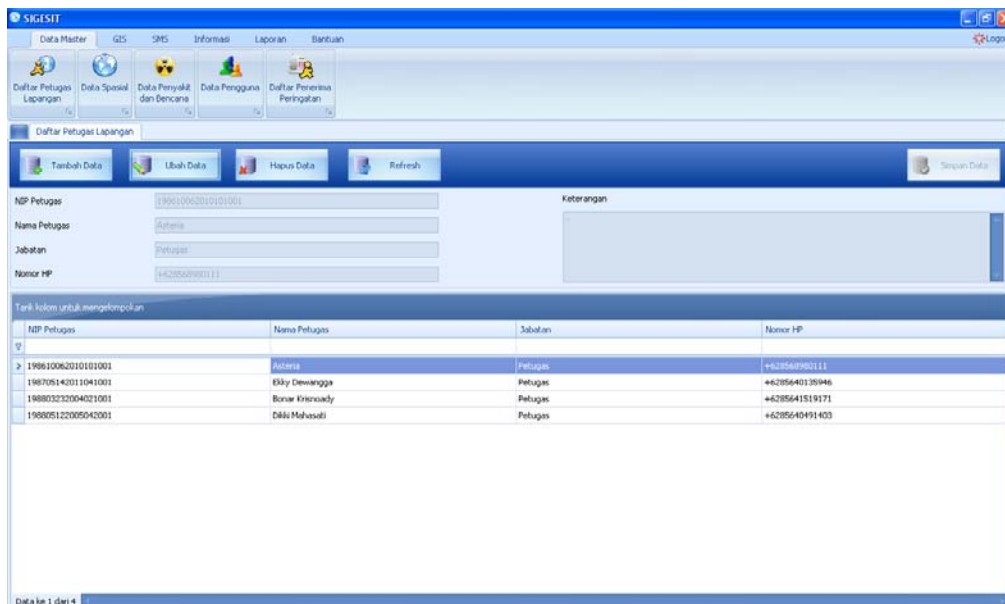 SIGESIT
Data Master GIS SMS Informasi Laporan Bantuan Logo
Daftar Petugas Lapangan Data Spasial Data Penyakit dan Bencana Data Pengguna Daftar Penerima Peringatan
Daftar Petugas Lapangan
Tambah Data Ubah Data Hapus Data Refresh Simpan Data
NIP Petugas 198610062010101001 Keterangan
Nama Petugas Asteria
Jabatan Petugas
Nomor HP +628568980111
Tarik kolom untuk mengelompokan
NIP Petugas Nama Petugas Jabatan Nomor HP
198610062010101001 Asteria Petugas +628568980111
198705142011041001 Ekky Dewangga Petugas +6285640135946
198803232004021001 Bonar Krisnoady Petugas +6285641519171
198805122005042001 Dikki Mahasati Petugas +6285640491403
Data ke 1 dari 4